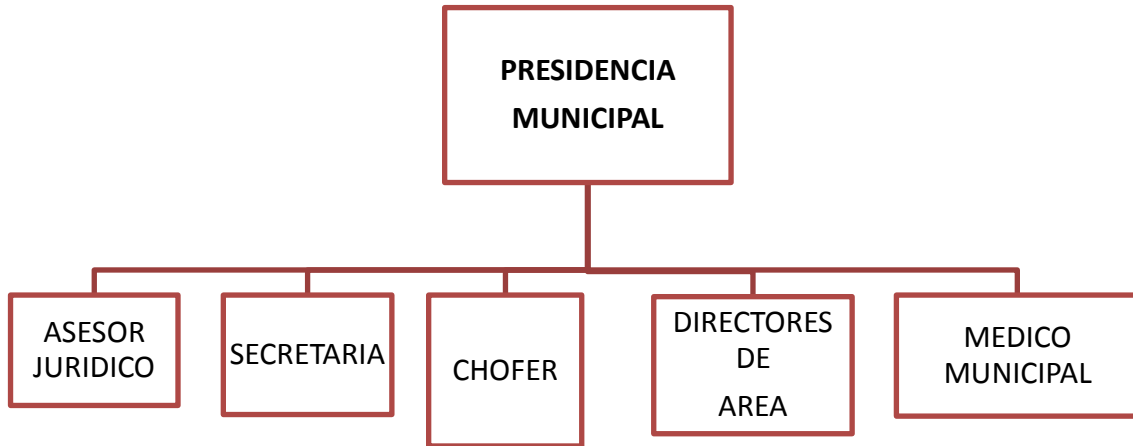 PRESIDENCIA
MUNICIPAL
ASESOR
JURIDICO
SECRETARIA
CHOFER
DIRECTORES
DE
AREA
MEDICO
MUNICIPAL